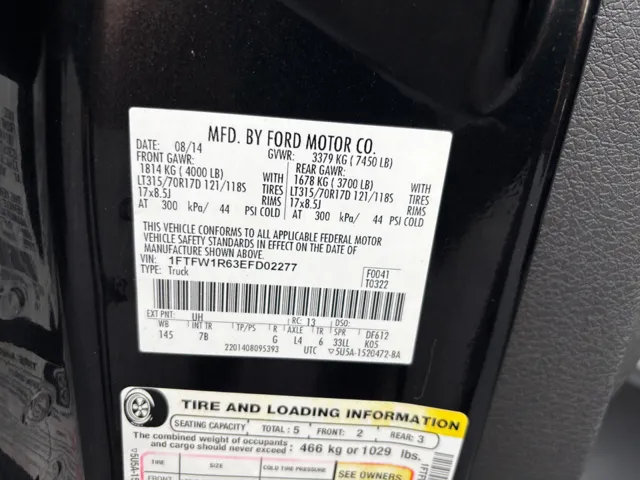 MFD. BY FORD MOTOR CO.
DATE: 08/14 GVWR: 3379 KG ( 7450 LB)
FRONT GAWR: REAR GAWR:
1814 KG ( 4000 LB) WITH 1678 KG ( 3700 LB) WITH
LT315/70R17D 121/118S TIRES LT315/70R17D 121/118S TIRES
17x8.5J RIMS 17x8.5J RIMS
AT 300 kPa/ 44 PSI COLD AT 300 kPa/ 44 PSI COLD
THIS VEHICLE CONFORMS TO ALL APPLICABLE FEDERAL MOTOR
VEHICLE SAFETY STANDARDS IN EFFECT ON THE DATE OF
MANUFACTURE SHOWN ABOVE.
VIN: 1FTFW1R63EFD02277 F0041
TYPE: Truck T0322
EXT PNT: UH RC: 13 DSO:
WB INT TR TP/PS R AXLE TR SPR DF612
145 7B G L4 6 33LL K05
2201408095393 UTC ▽5U5A-1520472-BA
TIRE AND LOADING INFORMATION
SEATING CAPACITY TOTAL: 5 FRONT: 2 REAR: 3
The combined weight of occupants
and cargo should never exceed: 466 kg or 1029 lbs.
TIRE SIZE COLD TIRE PRESSURE SEE OWNERS